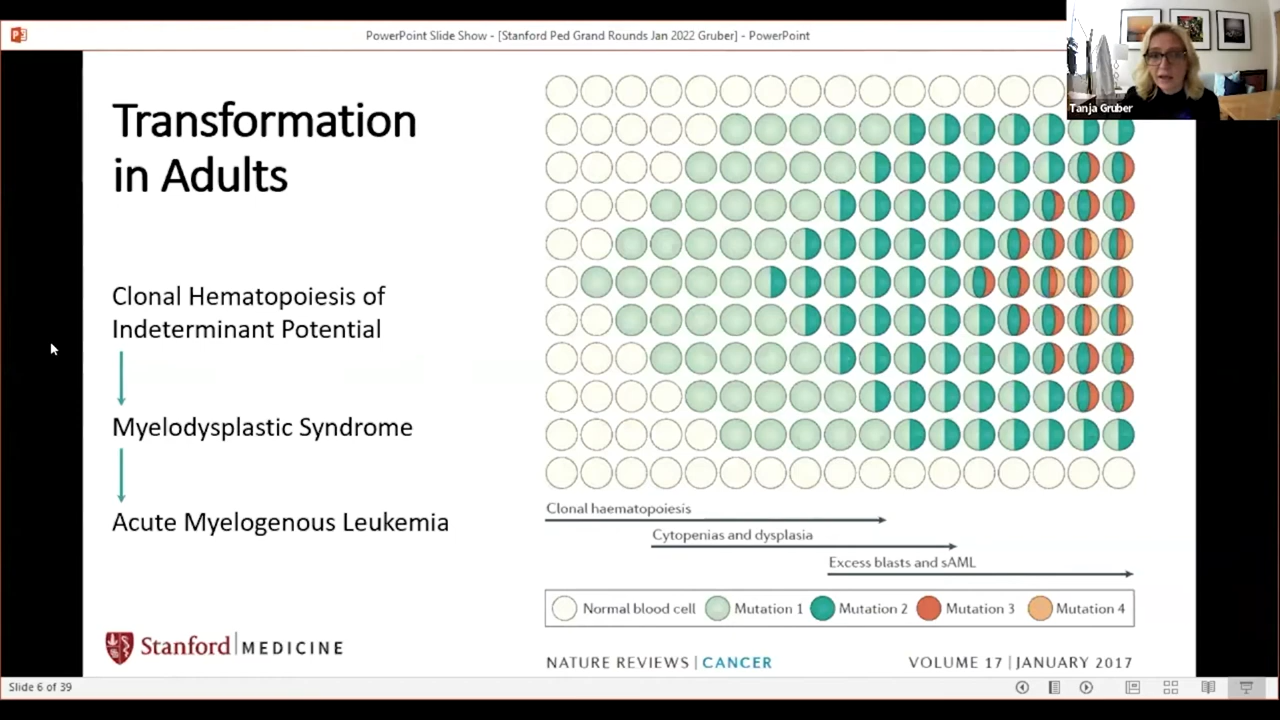 PowerPoint Slide Show - [Stanford Ped Grand Rounds Jan 2022 Gruber] - PowerPoint
Tanja Gruber
Transformation
in Adults
Clonal Hematopoiesis of
Indeterminant Potential
Myelodysplastic Syndrome
Acute Myelogenous Leukemia
Clonal haematopoiesis
Cytopenias and dysplasia
Excess blasts and sAML
Normal blood cell Mutation 1 Mutation 2 Mutation 3 Mutation 4
Stanford MEDICINE
NATURE REVIEWS | CANCER VOLUME 17 | JANUARY 2017
Slide 6 of 39